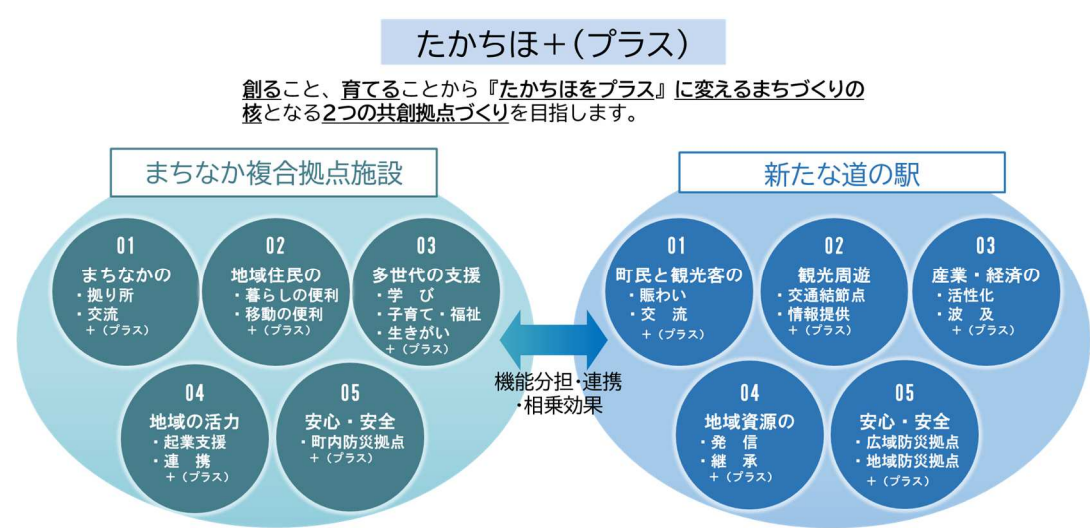 たかちほ＋(プラス)
創ること、育てることから『たかちほをプラス』に変えるまちづくりの
核となる2つの共創拠点づくりを目指します。
まちなか複合拠点施設
01
まちなかの
・拠り所
・交流
＋（プラス）
02
地域住民の
・暮らしの便利
・移動の便利
＋（プラス）
03
多世代の支援
・学　び
・子育て・福祉
・生きがい
＋（プラス）
04
地域の活力
・起業支援
・連　携
＋（プラス）
05
安心・安全
・町内防災拠点
＋（プラス）
機能分担・連携
・相乗効果
新たな道の駅
01
町民と観光客の
・賑わい
・交　流
＋（プラス）
02
観光周遊
・交通結節点
・情報提供
＋（プラス）
03
産業・経済の
・活性化
・波　及
＋（プラス）
04
地域資源の
・発　信
・継　承
＋（プラス）
05
安心・安全
・広域防災拠点
・地域防災拠点
＋（プラス）